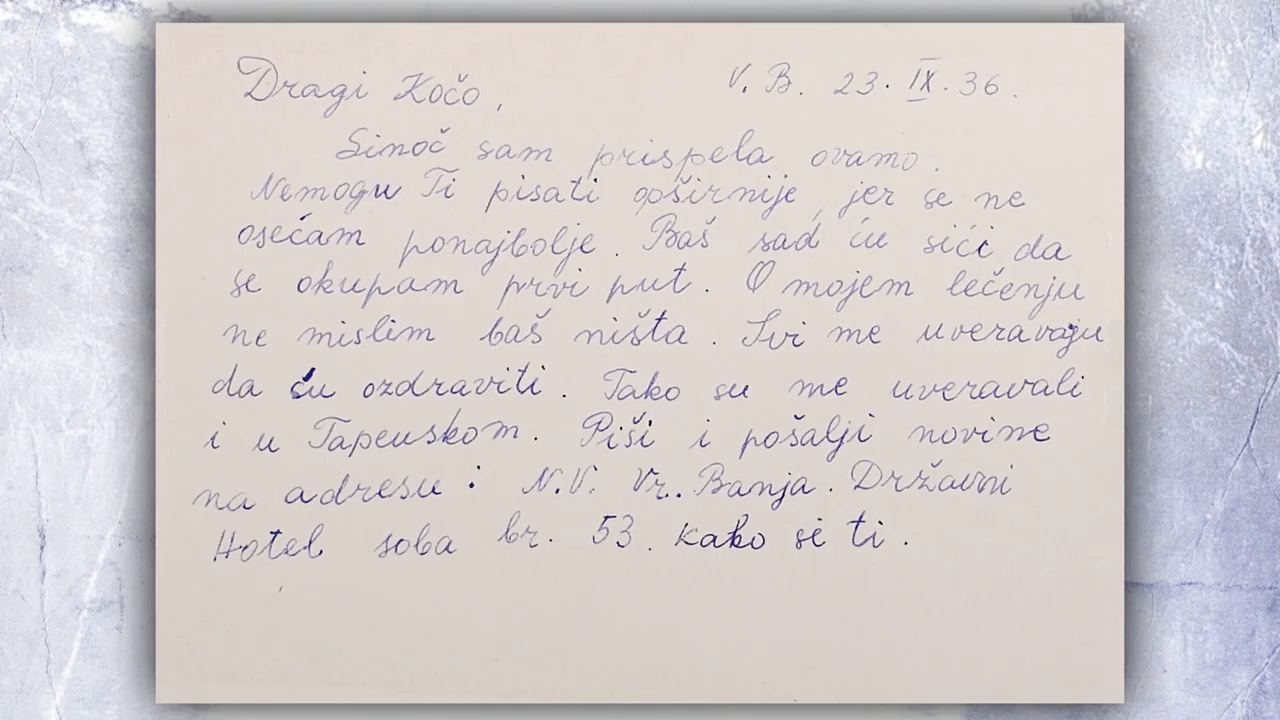 Dragi Kočo, V. B. 23. IX. 36.
Sinoč sam prispela ovamo.
Nemogu Ti pisati opširnije, jer se ne
osećam ponajbolje. Baš sad ću sići da
se okupam prvi put. O mojem lečenju
ne mislim baš ništa. Svi me uveravaju
da ću ozdraviti. Tako su me uveravali
i u Tapeuskom. Piši i pošalji novine
na adresu: N.V. Vr. Banja. Državni
Hotel soba br. 53. kako si ti.